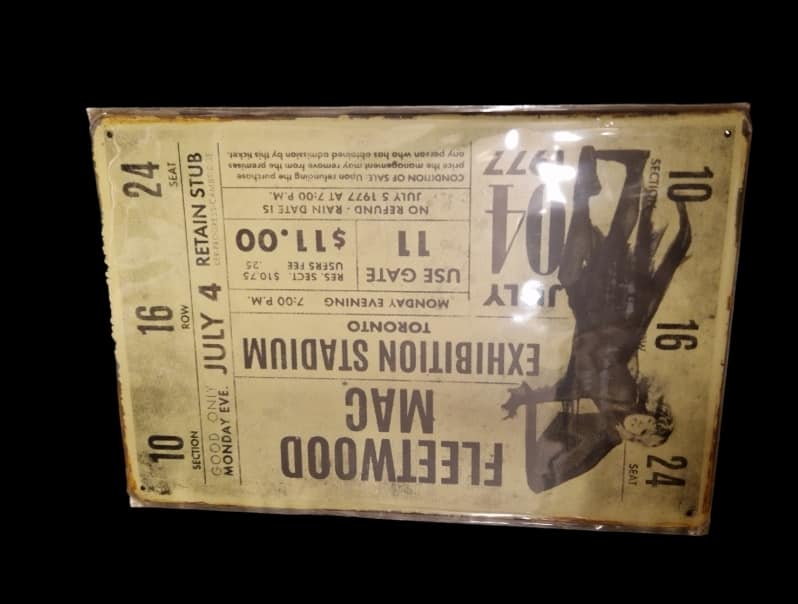 FLEETWOOD
MAC
EXHIBITION STADIUM
TORONTO
MONDAY EVENING 7:00 P.M.
USE GATE
11
RES. SECT. $10.75
USERS FEE .25
$11.00
NO REFUND - RAIN DATE IS
JULY 5 1977 AT 7:00 P.M.
CONDITION OF SALE. Upon refunding the purchase
price the management may remove from the premises
any person who has obtained admission by this ticket.
JULY
04
1977
SECTION
10
16
SEAT
24
GOOD ONLY
MONDAY EVE.
JULY 4
RETAIN STUB
SECTION
10
ROW
16
SEAT
24